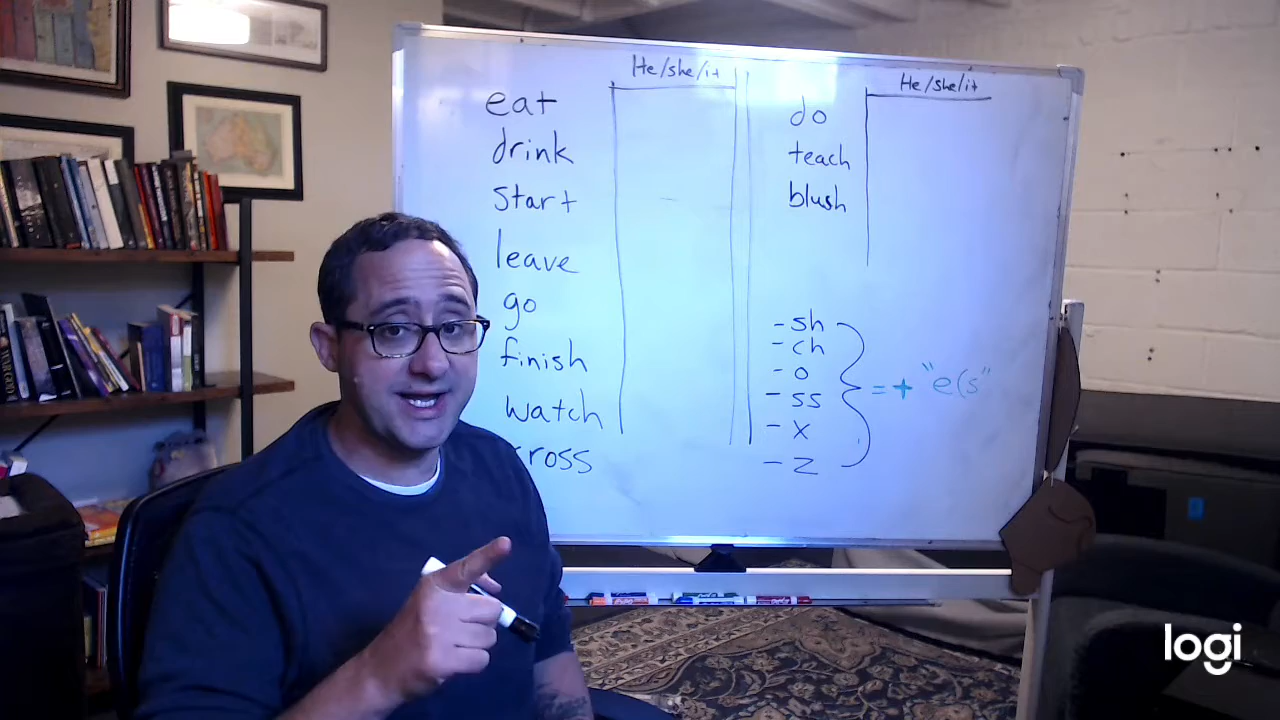 He/she/it
eat
drink
start
leave
go
finish
watch
ross
He/she/it
do
teach
blush
-sh
-ch
-o
-ss
-x
-z
= + "e(s"
logi